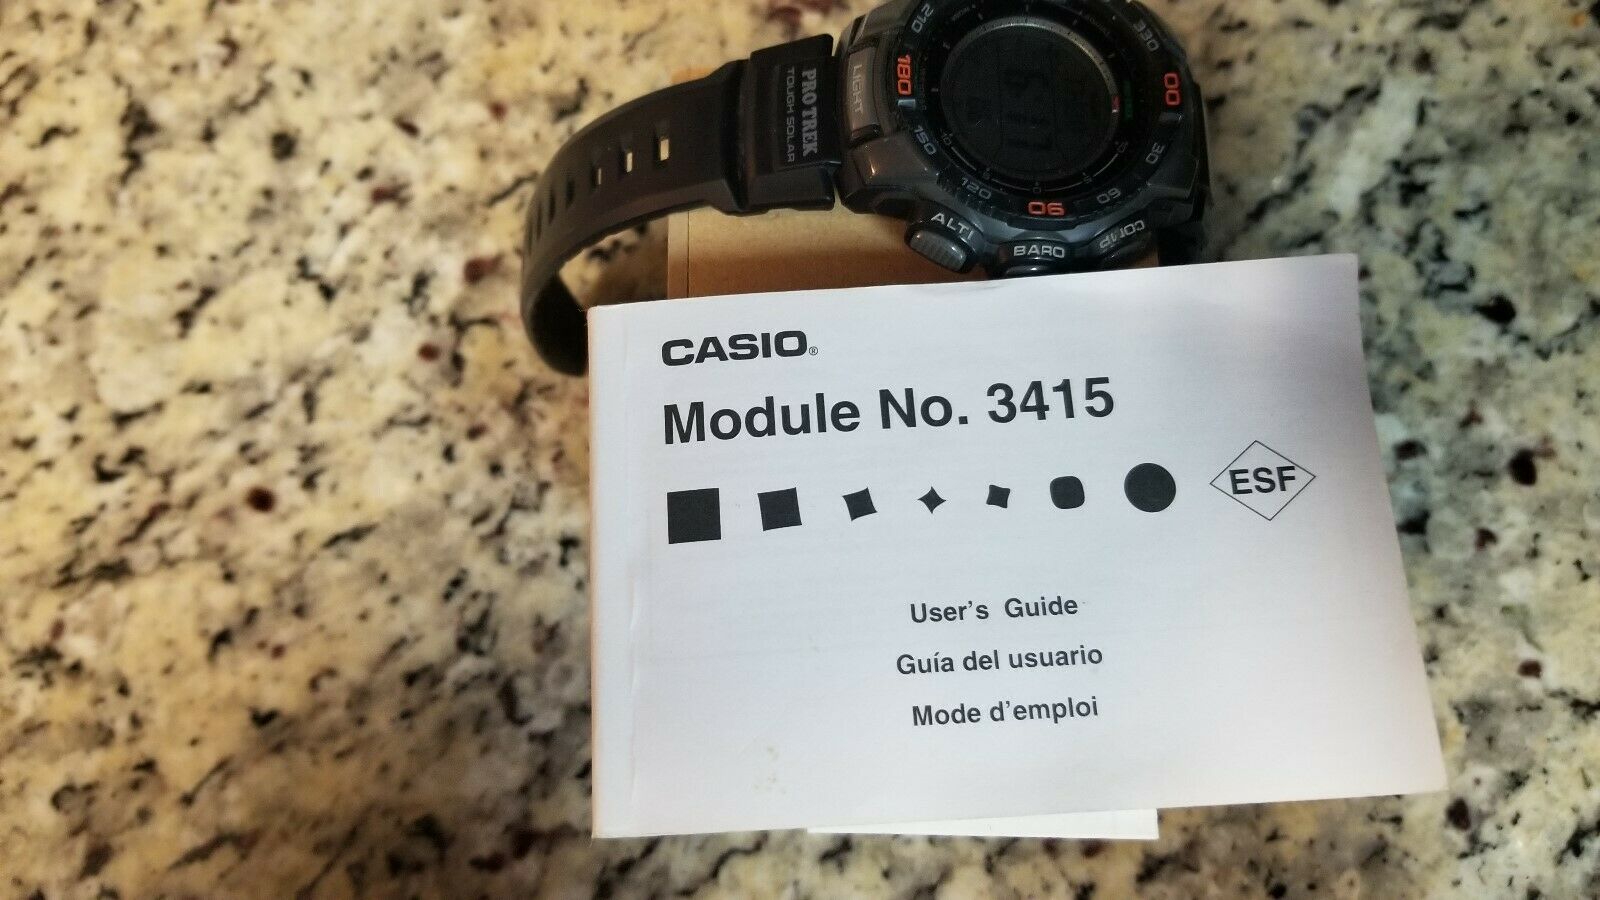 PRO TREK
TOUGH SOLAR
LIGHT
210
180
150
120
90
60
30
00
330
ALTI
BARO
COMP
CASIO®
Module No. 3415
ESF
User's Guide
Guía del usuario
Mode d'emploi